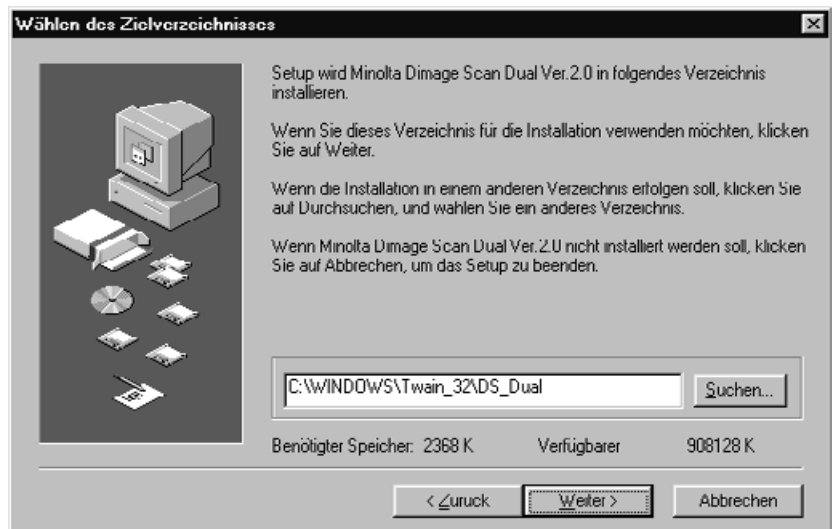 Wählen des Zielverzeichnisses
Setup wird Minolta Dimage Scan Dual Ver.2.0 in folgendes Verzeichnis
installieren.
Wenn Sie dieses Verzeichnis für die Installation verwenden möchten, klicken
Sie auf Weiter.
Wenn die Installation in einem anderen Verzeichnis erfolgen soll, klicken Sie
auf Durchsuchen, und wählen Sie ein anderes Verzeichnis.
Wenn Minolta Dimage Scan Dual Ver.2.0 nicht installiert werden soll, klicken
Sie auf Abbrechen, um das Setup zu beenden.
C:\WINDOWS\Twain_32\DS_Dual
Suchen...
Benötigter Speicher: 2368 K Verfügbarer 908128 K
< Zurück Weiter > Abbrechen